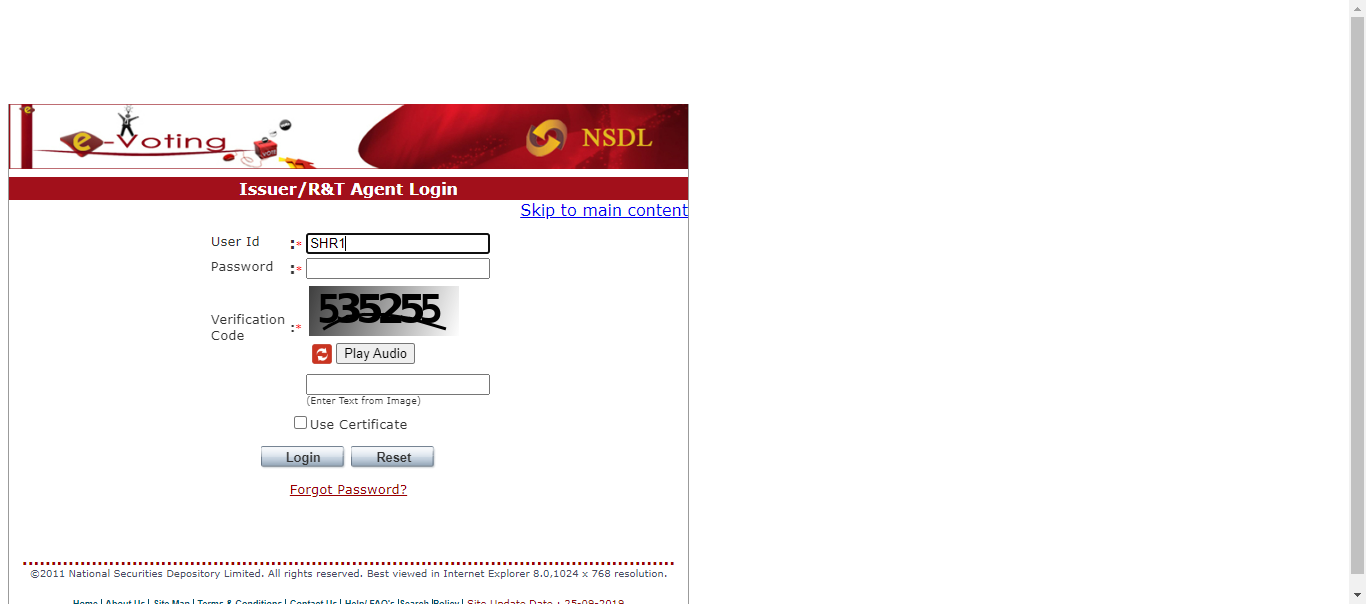 e-Voting
NSDL
Issuer/R&T Agent Login
Skip to main content
User Id :* SHR1
Password :*
535255
Verification Code :*
Play Audio
(Enter Text from Image)
Use Certificate
Login Reset
Forgot Password?
©2011 National Securities Depository Limited. All rights reserved. Best viewed in Internet Explorer 8.0,1024 x 768 resolution.
Home | About Us | Site Map | Terms & Conditions | Contact Us | Help/ FAQ's |Search |Policy | Site Update Date : 25-09-2019